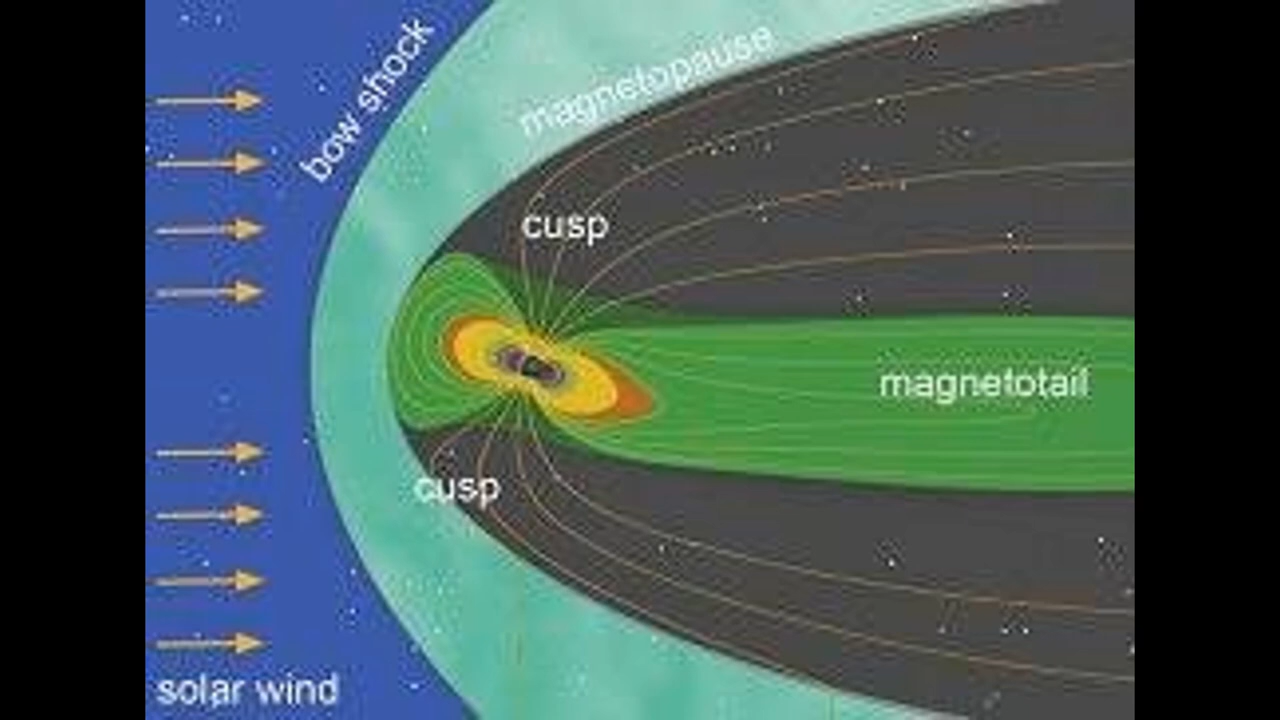 bow shock
magnetopause
cusp
magnetotail
cusp
solar wind